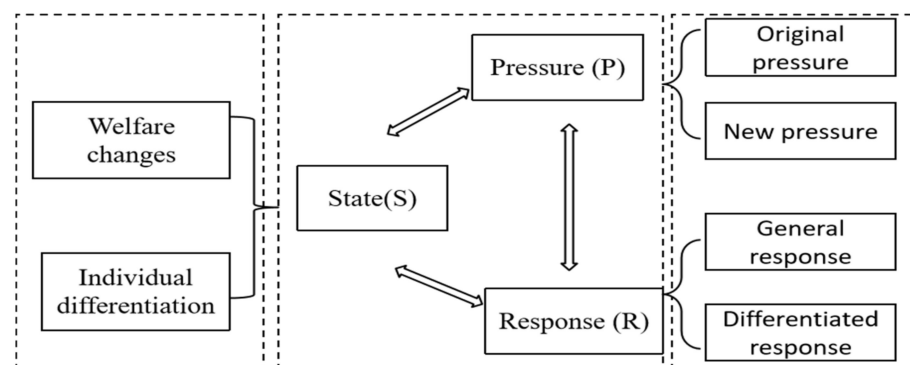 Welfare
changes
Individual
differentiation
Pressure (P)
State(S)
Response (R)
Original
pressure
New pressure
General
response
Differentiated
response